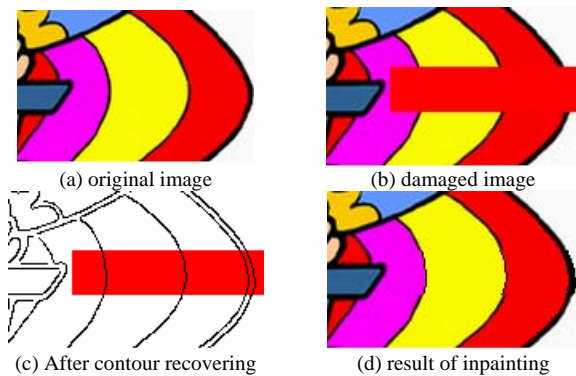 (a) original image
(b) damaged image
(c) After contour recovering
(d) result of inpainting